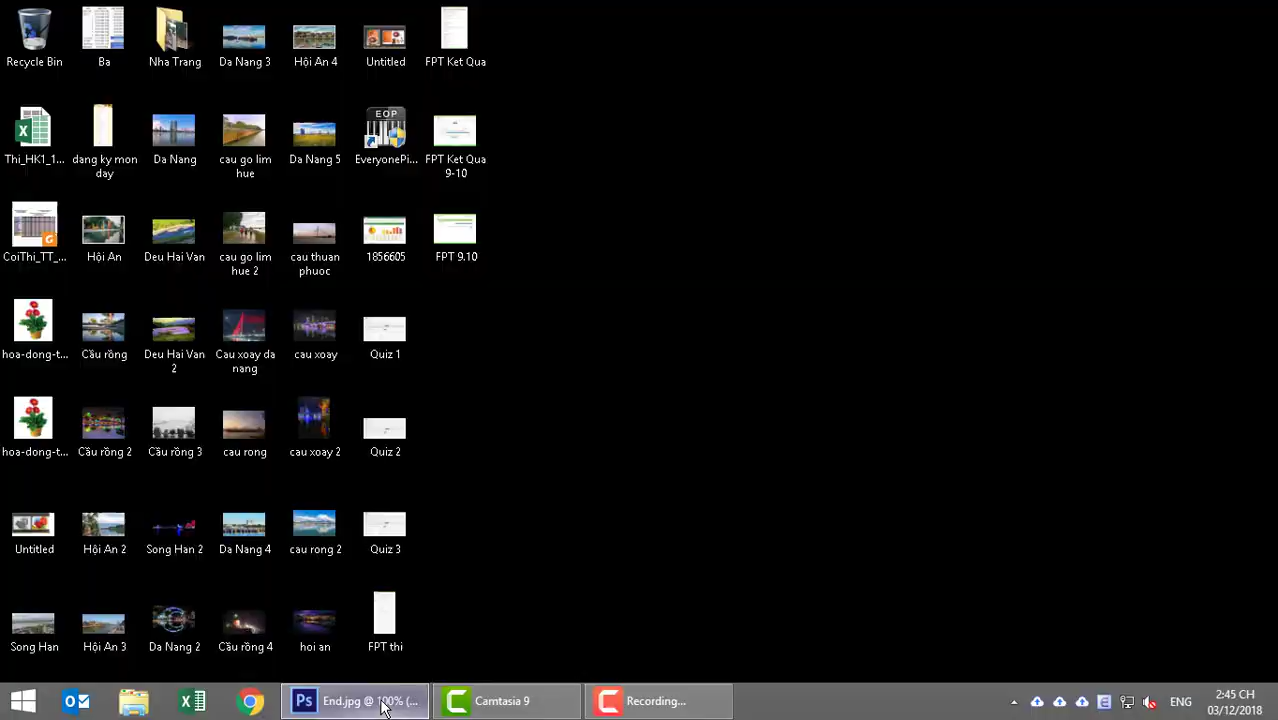 Recycle Bin
Ba
Nha Trang
Da Nang 3
Hội An 4
Untitled
FPT Ket Qua
Thi_HK1_1...
dang ky mon
day
Da Nang
cau go lim
hue
Da Nang 5
EOP
EveryonePi...
FPT Ket Qua
9-10
CoiThi_TT_...
Hội An
Deu Hai Van
cau go lim
hue 2
cau thuan
phuoc
1856605
FPT 9.10
hoa-dong-t...
Cầu rồng
Deu Hai Van
2
Cau xoay da
nang
cau xoay
Quiz 1
hoa-dong-t...
Cầu rồng 2
Cầu rồng 3
cau rong
cau xoay 2
Quiz 2
Untitled
Hội An 2
Song Han 2
Da Nang 4
cau rong 2
Quiz 3
Song Han
Hội An 3
Da Nang 2
Cầu rồng 4
hoi an
FPT thi
End.jpg @ 100% (...
Camtasia 9
Recording...
2:45 CH
03/12/2018